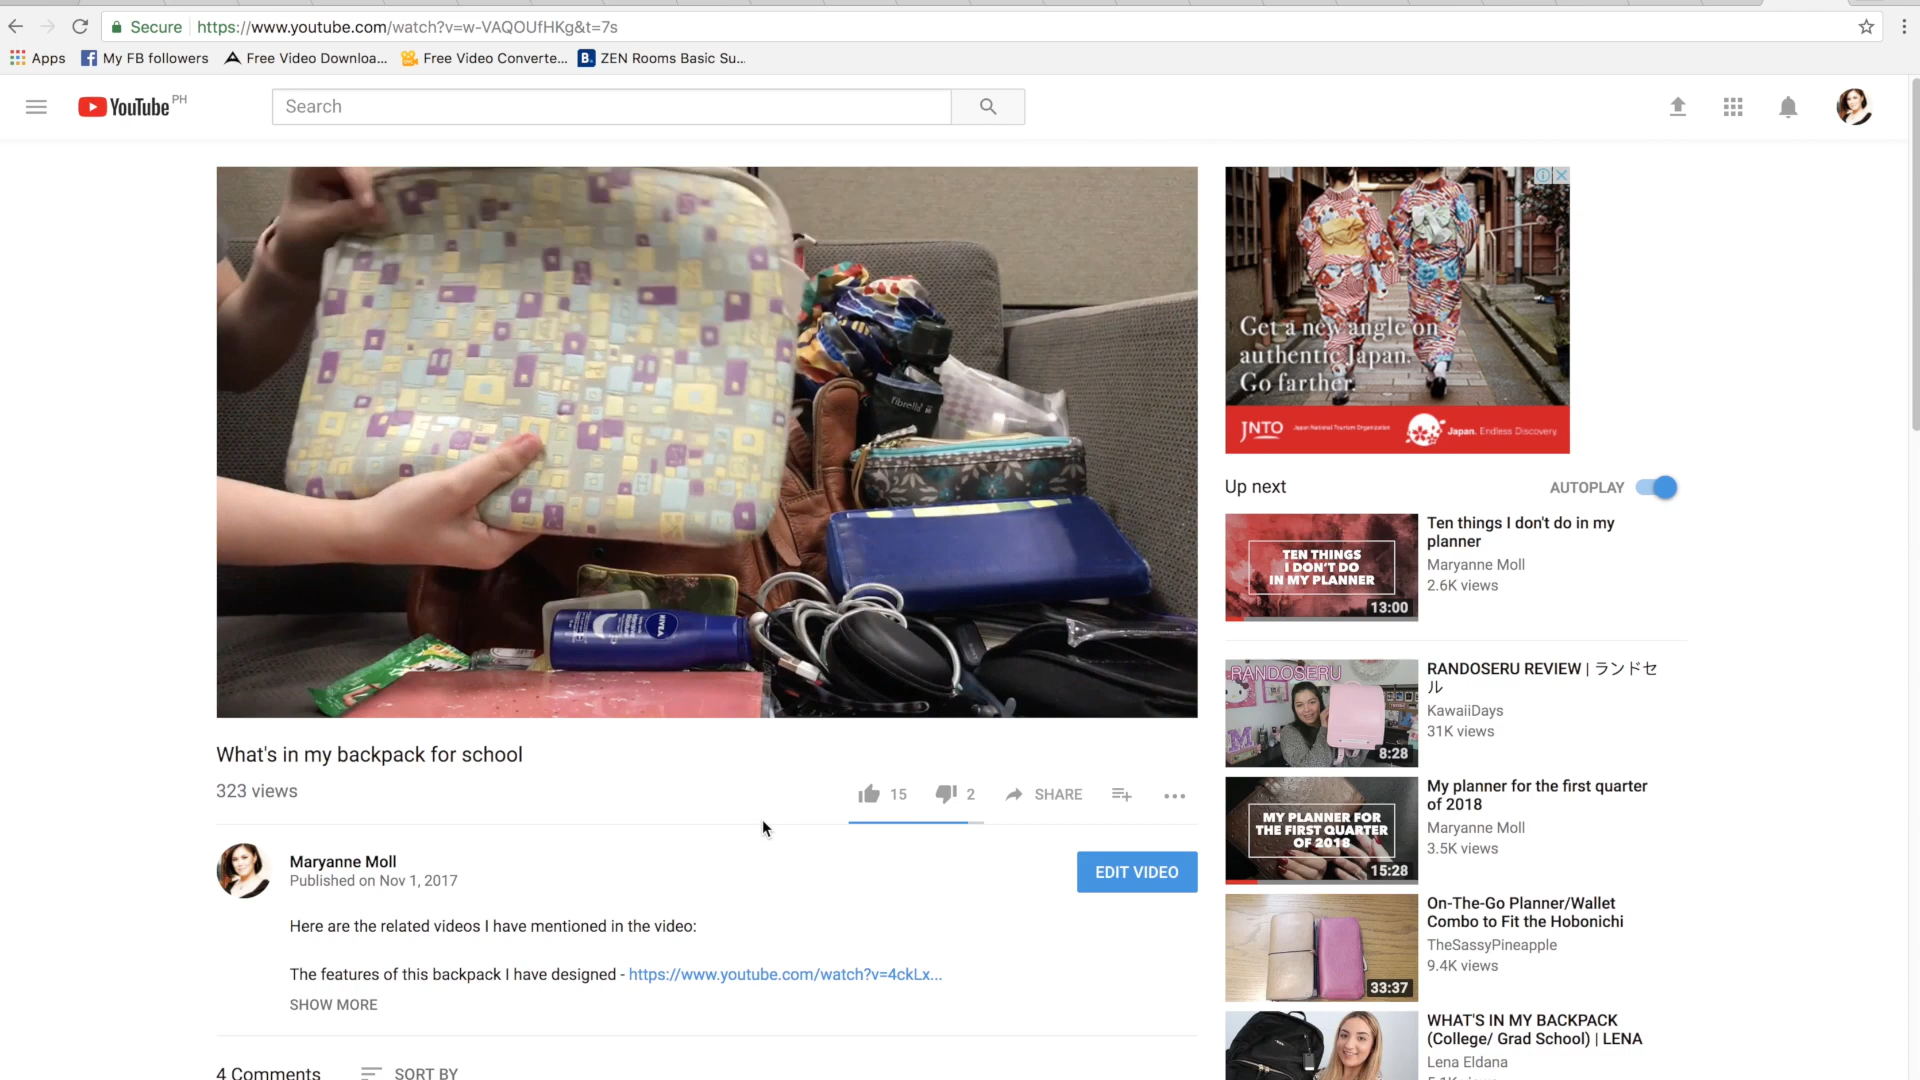 Secure https://www.youtube.com/watch?v=w-VAQOUfHKg&t=7s
Apps My FB followers Free Video Downloa... Free Video Converte... B. ZEN Rooms Basic Su...
YouTube PH
Search
fibrella
NIVEA
Get a new angle on
authentic Japan.
Go farther.
JNTO Japan National Tourism Organization Japan. Endless Discovery.
Up next AUTOPLAY
TEN THINGS
I DON'T DO
IN MY PLANNER
13:00
Ten things I don't do in my
planner
Maryanne Moll
2.6K views
RANDOSERU
8:28
RANDOSERU REVIEW | ランドセ
ル
KawaiiDays
31K views
MY PLANNER FOR
THE FIRST QUARTER
OF 2018
15:28
My planner for the first quarter
of 2018
Maryanne Moll
3.5K views
33:37
On-The-Go Planner/Wallet
Combo to Fit the Hobonichi
TheSassyPineapple
9.4K views
WHAT'S IN MY BACKPACK
(College/ Grad School) | LENA
Lena Eldana
What's in my backpack for school
323 views
15 2 SHARE
Maryanne Moll
Published on Nov 1, 2017
EDIT VIDEO
Here are the related videos I have mentioned in the video:
The features of this backpack I have designed - https://www.youtube.com/watch?v=4ckLx...
SHOW MORE
4 Comments SORT BY